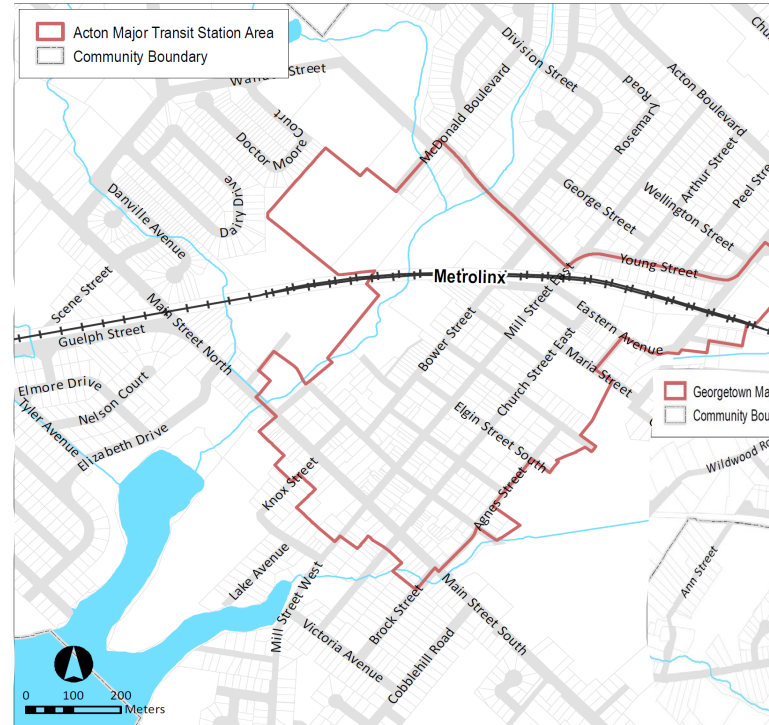 Acton Major Transit Station Area
Community Boundary
Division Street
Acton Boulevard
McDonald Boulevard
Rosemary Road
Doctor Moore Court
Arthur Street
Dairy Drive
Danville Avenue
George Street
Wellington Street
Young Street
Metrolinx
Scene Street
Guelph Street
Main Street North
Mill Street East
Bower Street
Eastern Avenue
Church Street East
Maria Street
Elmore Drive
Nelson Court
Tyler Avenue
Elizabeth Drive
Elgin Street South
Georgetown Ma
Community Bou
Knox Street
Agnes Street
Ann Street
Lake Avenue
Mill Street West
Brock Street
Main Street South
Victoria Avenue
Cobblehill Road
0 100 200
Meters